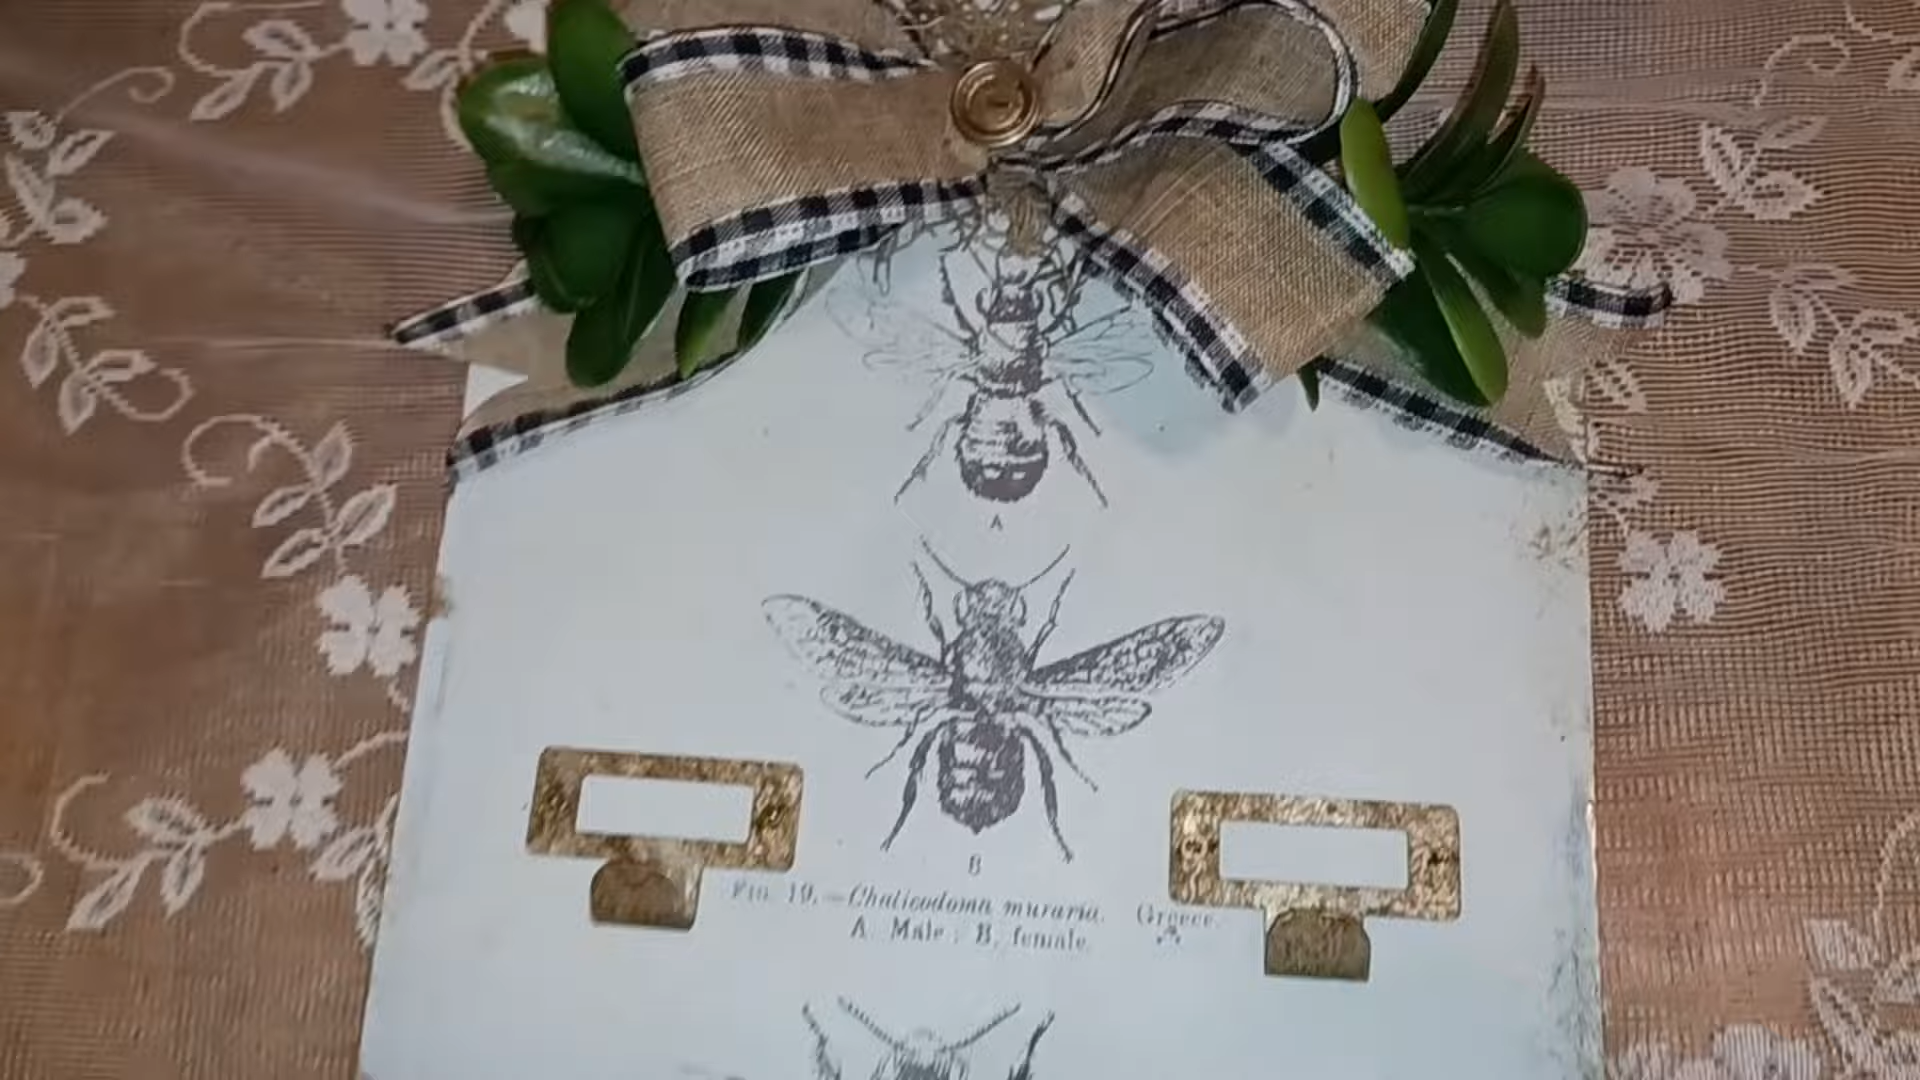 A
B
Fig. 19.—Chalicodoma muraria. Greece.
A. Male; B, female.